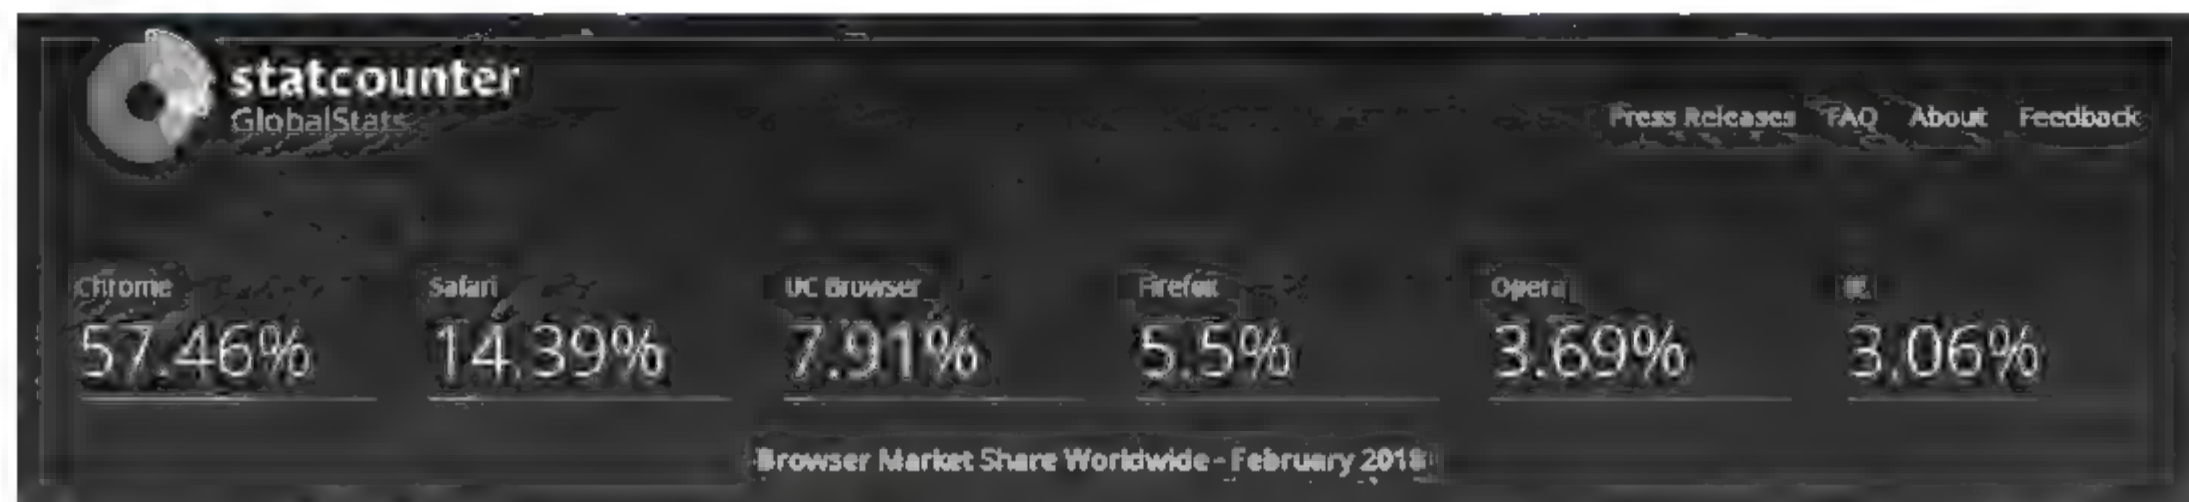 statcounter
GlobalStats
Press Releases FAQ About Feedback
Chrome Safari UC Browser Firefox Opera
57.46% 14.39% 7.91% 5.5% 3.69% 3.06%
Browser Market Share Worldwide - February 2018